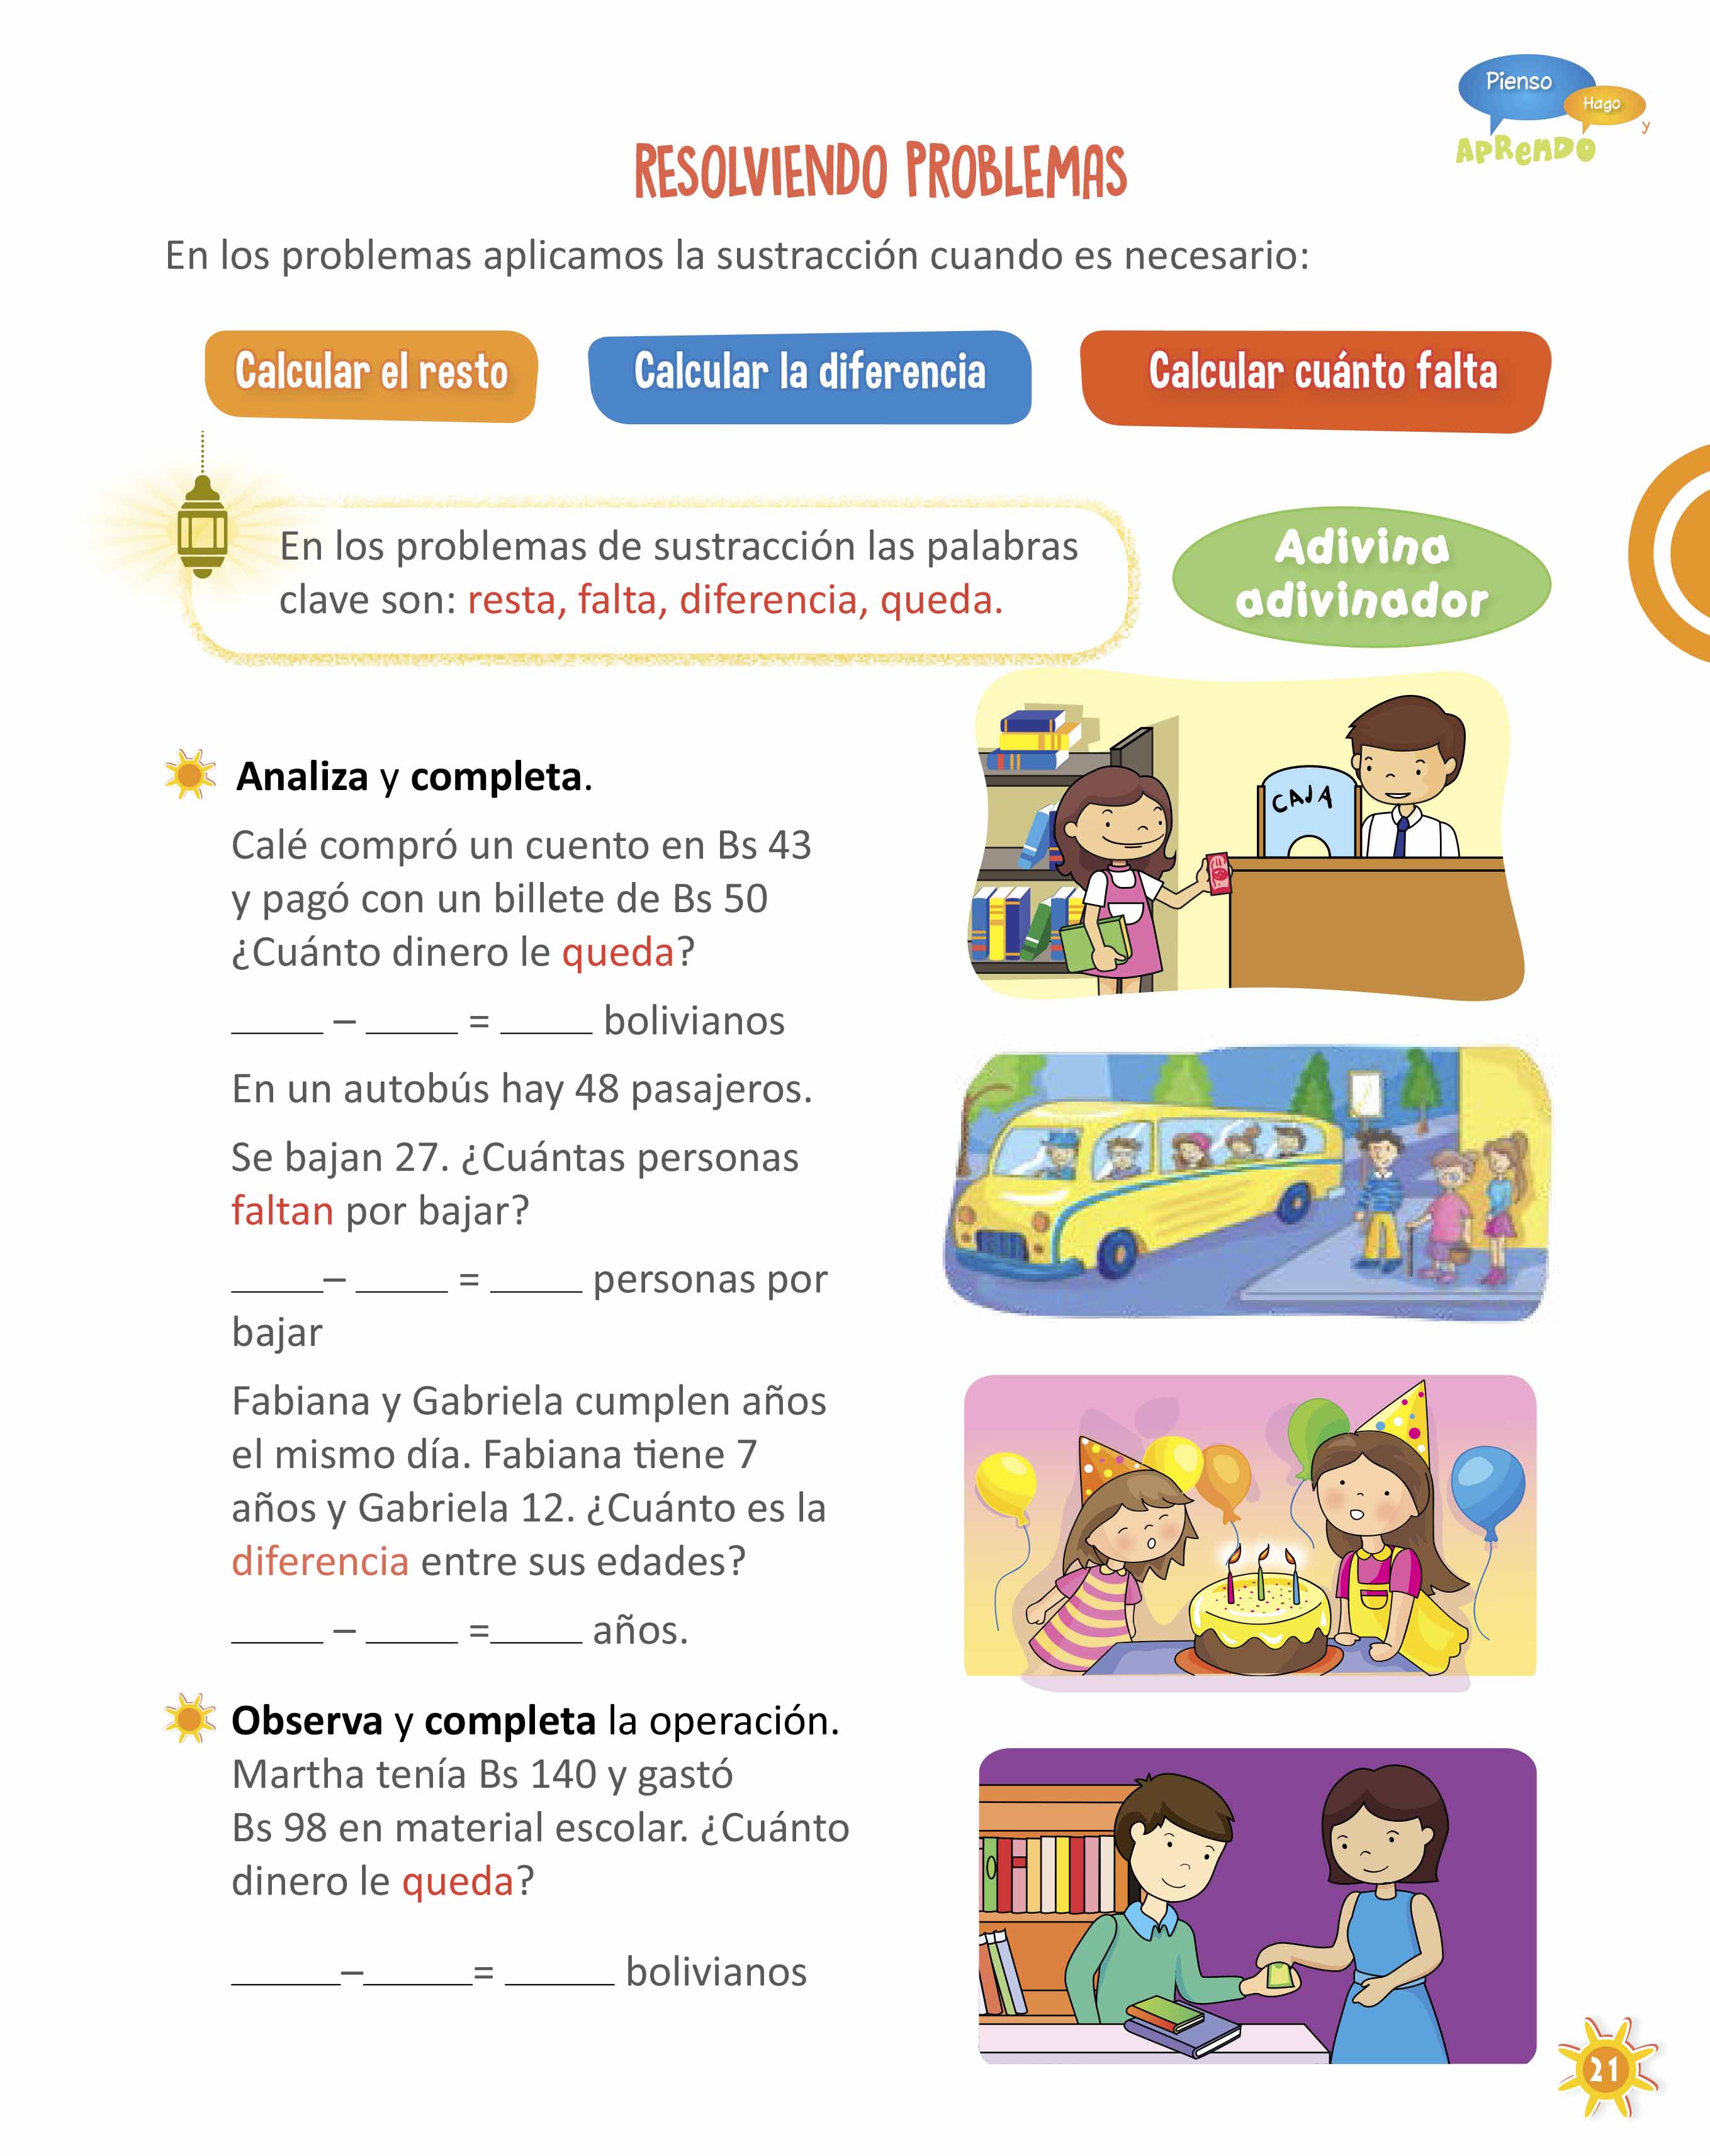 Pienso
Hago
y
APRenDO
RESOLVIENDO PROBLEMAS
En los problemas aplicamos la sustracción cuando es necesario:
Calcular el resto
Calcular la diferencia
Calcular cuánto falta
En los problemas de sustracción las palabras
clave son: resta, falta, diferencia, queda.
Adivina
adivinador
Analiza y completa.
Calé compró un cuento en Bs 43
y pagó con un billete de Bs 50
¿Cuánto dinero le queda?
_____ – _____ = _____ bolivianos
CAJA
En un autobús hay 48 pasajeros.
Se bajan 27. ¿Cuántas personas
faltan por bajar?
_____– _____ = _____ personas por
bajar
Fabiana y Gabriela cumplen años
el mismo día. Fabiana tiene 7
años y Gabriela 12. ¿Cuánto es la
diferencia entre sus edades?
_____ – _____ =_____ años.
Observa y completa la operación.
Martha tenía Bs 140 y gastó
Bs 98 en material escolar. ¿Cuánto
dinero le queda?
_____–_____= _____ bolivianos
21